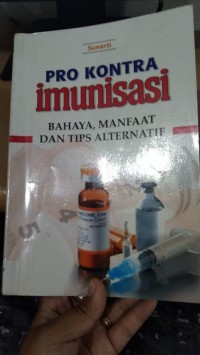 Sunarti
PRO KONTRA
imunisasi
BAHAYA, MANFAAT
DAN TIPS ALTERNATIF